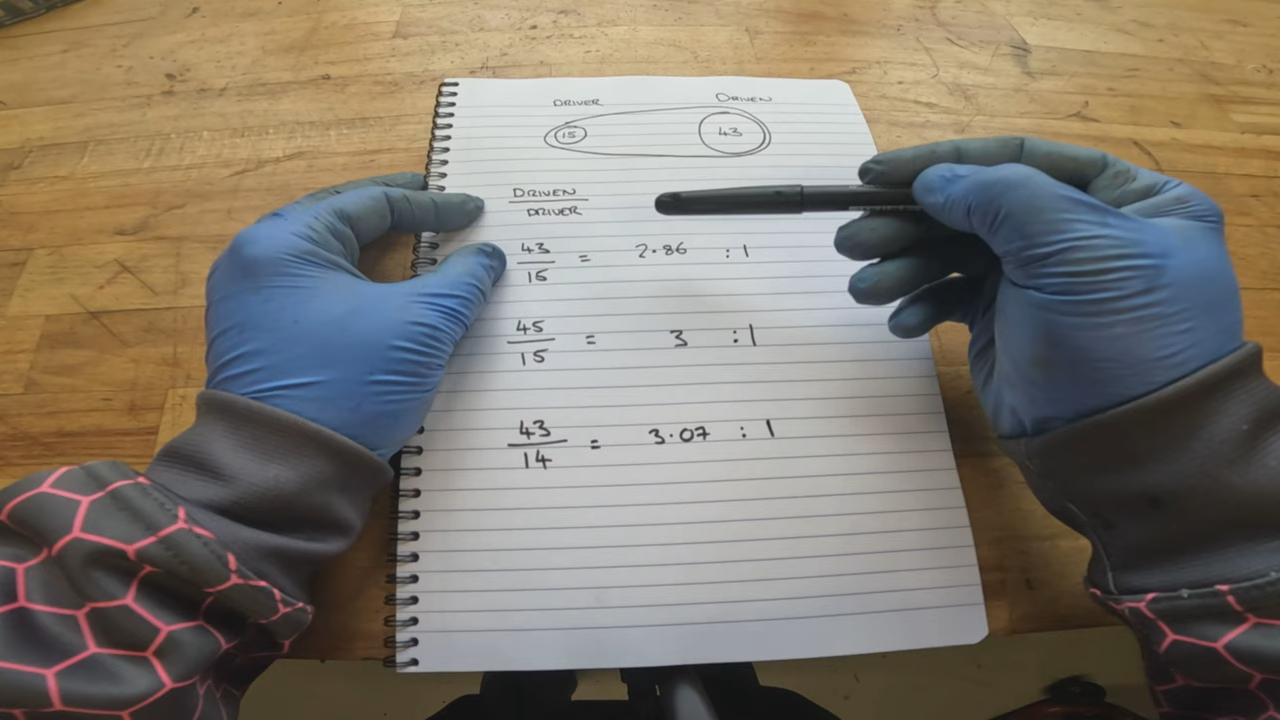 DRIVER DRIVEN
15 43
DRIVEN
DRIVER
43
15
= 2.86 :1
45
15
= 3 :1
43
14
= 3.07 : 1